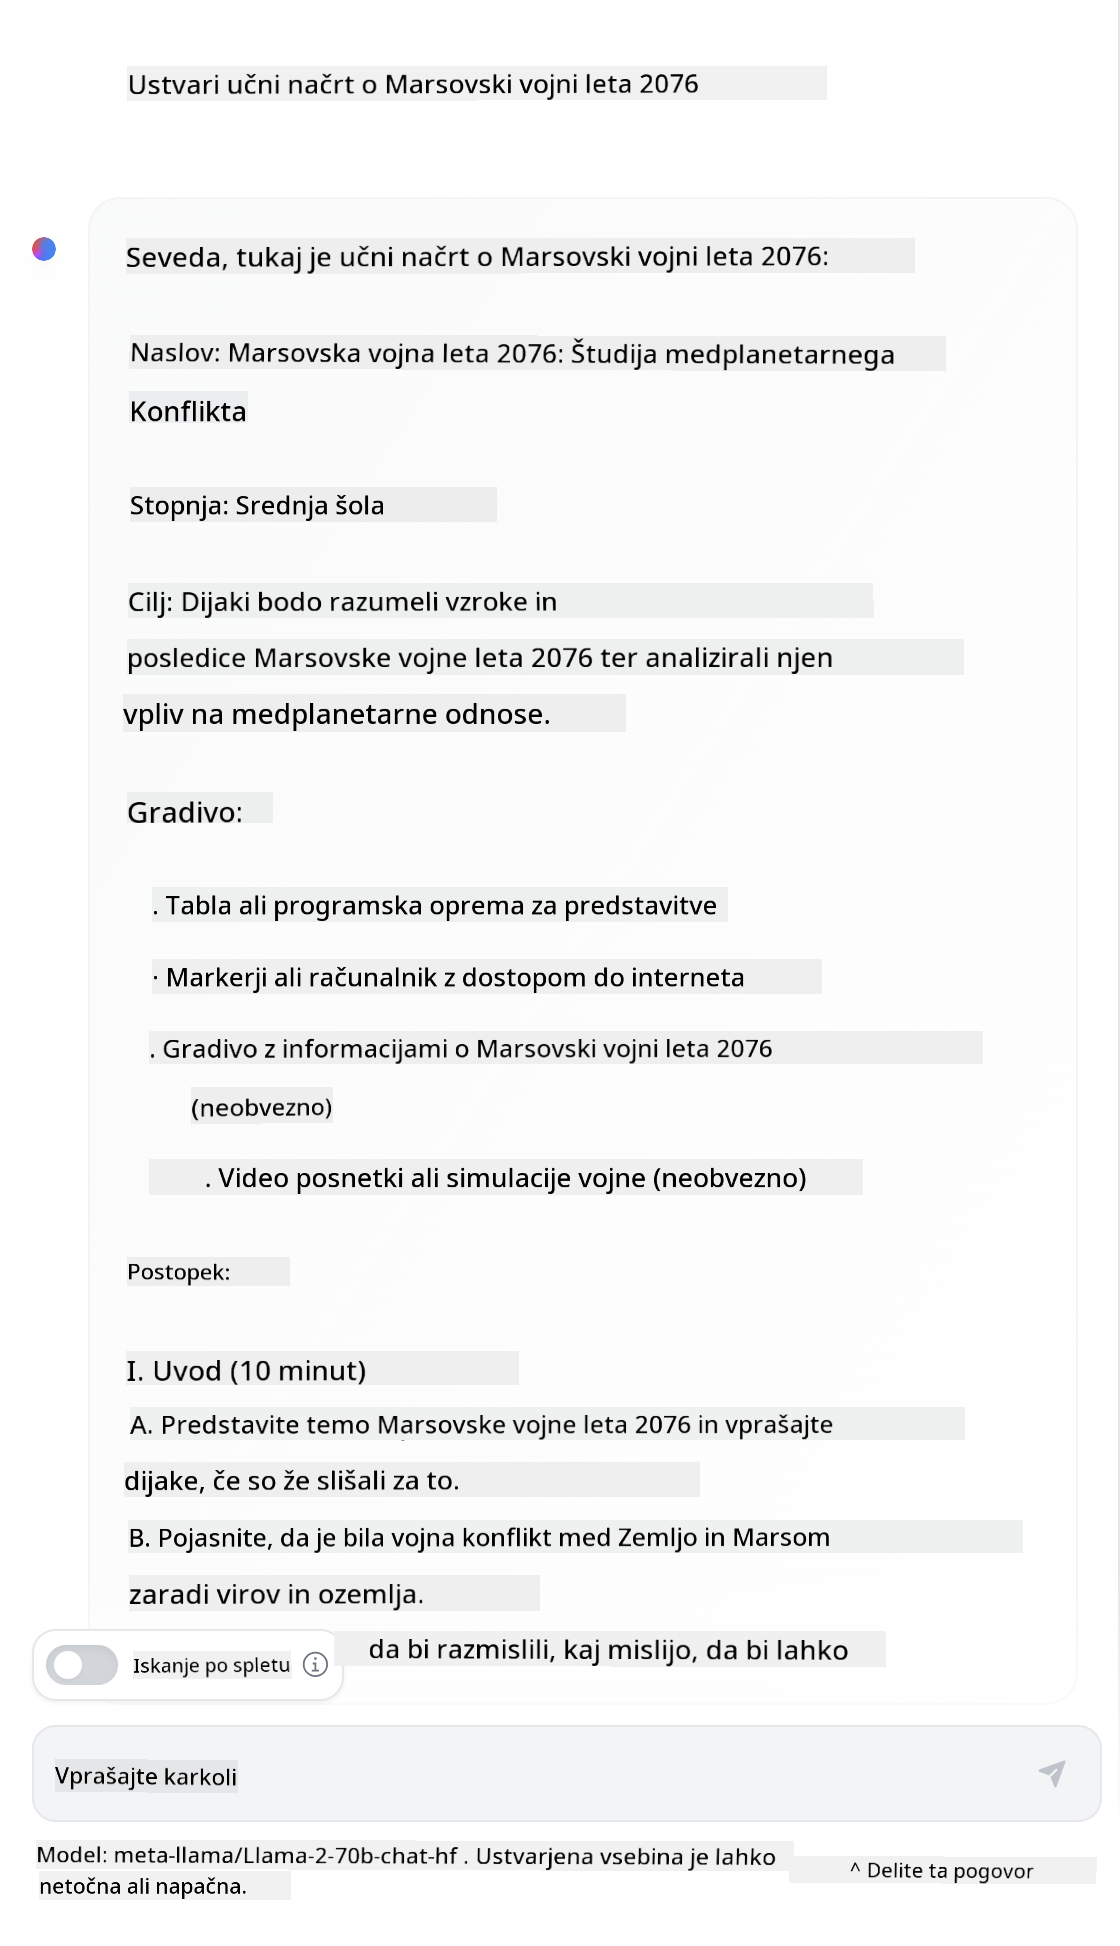 Ustvari učni načrt o Marsovski vojni leta 2076
Seveda, tukaj je učni načrt o Marsovski vojni leta 2076:
Naslov: Marsovska vojna leta 2076: Študija medplanetarnega
Konflikta
Stopnja: Srednja šola
Cilj: Dijaki bodo razumeli vzroke in
posledice Marsovske vojne leta 2076 ter analizirali njen
vpliv na medplanetarne odnose.
Gradivo:
. Tabla ali programska oprema za predstavitve
· Markerji ali računalnik z dostopom do interneta
. Gradivo z informacijami o Marsovski vojni leta 2076
(neobvezno)
. Video posnetki ali simulacije vojne (neobvezno)
Postopek:
I. Uvod (10 minut)
A. Predstavite temo Marsovske vojne leta 2076 in vprašajte
dijake, če so že slišali za to.
B. Pojasnite, da je bila vojna konflikt med Zemljo in Marsom
zaradi virov in ozemlja.
da bi razmislili, kaj mislijo, da bi lahko
Iskanje po spletu
Vprašajte karkoli
Model: meta-llama/Llama-2-70b-chat-hf . Ustvarjena vsebina je lahko
netočna ali napačna.
^ Delite ta pogovor